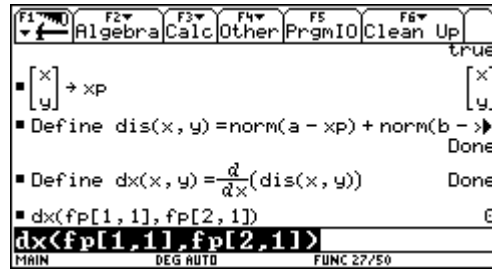 F1 F2 F3 F4 F5 F6
Algebra Calc Other PrgmIO Clean Up
true
[x y] → xp [x y]
Define dis(x,y)=norm(a-xp)+norm(b-
Done
Define dx(x,y)=d/dx(dis(x,y)) Done
dx(fp[1,1],fp[2,1])
dx(fp[1,1],fp[2,1])
MAIN DEG AUTO FUNC 27/50